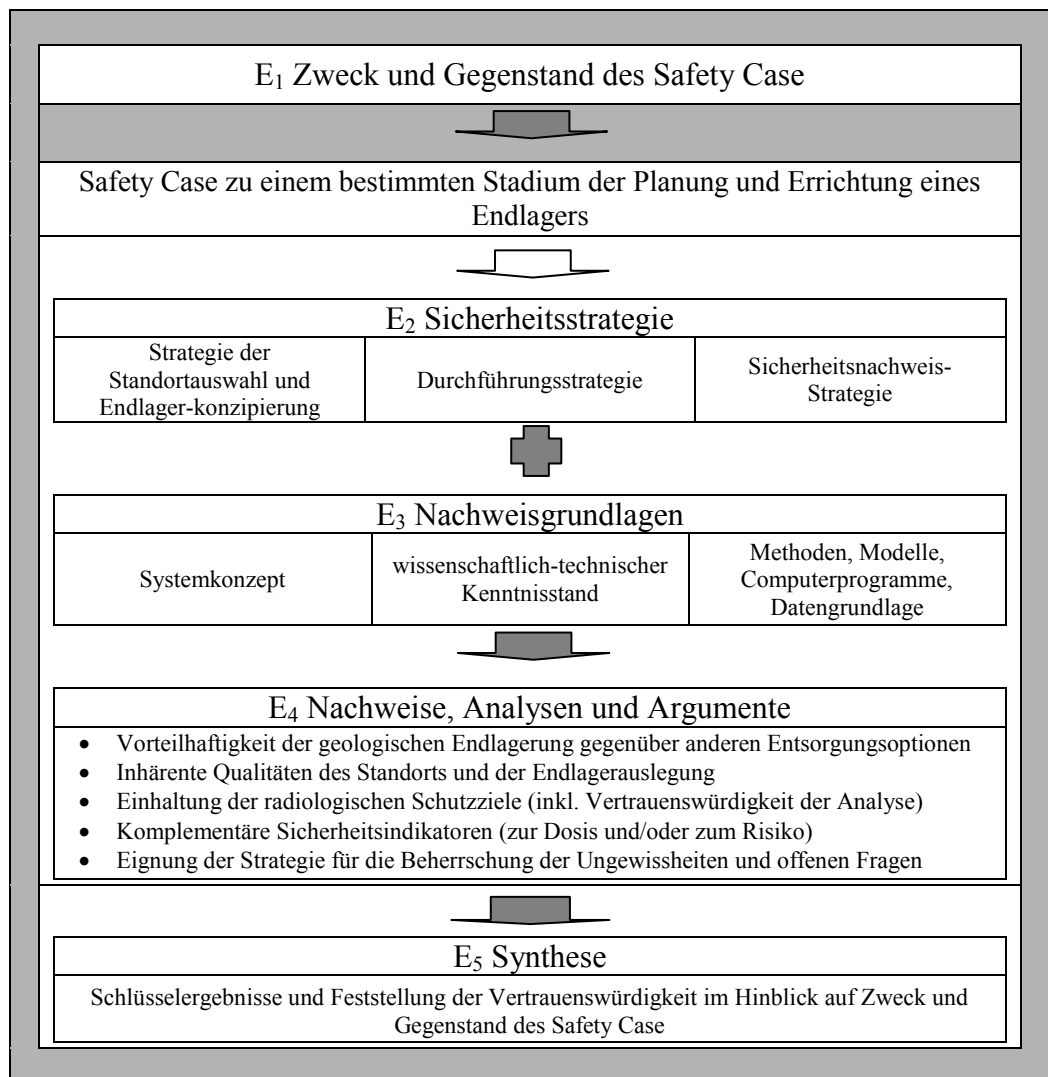 E₁ Zweck und Gegenstand des Safety Case
Safety Case zu einem bestimmten Stadium der Planung und Errichtung eines
Endlagers
E₂ Sicherheitsstrategie
Strategie der
Standortauswahl und
Endlager-konzipierung
Durchführungsstrategie
Sicherheitsnachweis-
Strategie
E₃ Nachweisgrundlagen
Systemkonzept
wissenschaftlich-technischer
Kenntnisstand
Methoden, Modelle,
Computerprogramme,
Datengrundlage
E₄ Nachweise, Analysen und Argumente
• Vorteilhaftigkeit der geologischen Endlagerung gegenüber anderen Entsorgungsoptionen
• Inhärente Qualitäten des Standorts und der Endlagerauslegung
• Einhaltung der radiologischen Schutzziele (inkl. Vertrauenswürdigkeit der Analyse)
• Komplementäre Sicherheitsindikatoren (zur Dosis und/oder zum Risiko)
• Eignung der Strategie für die Beherrschung der Ungewissheiten und offenen Fragen
E₅ Synthese
Schlüsselergebnisse und Feststellung der Vertrauenswürdigkeit im Hinblick auf Zweck und
Gegenstand des Safety Case